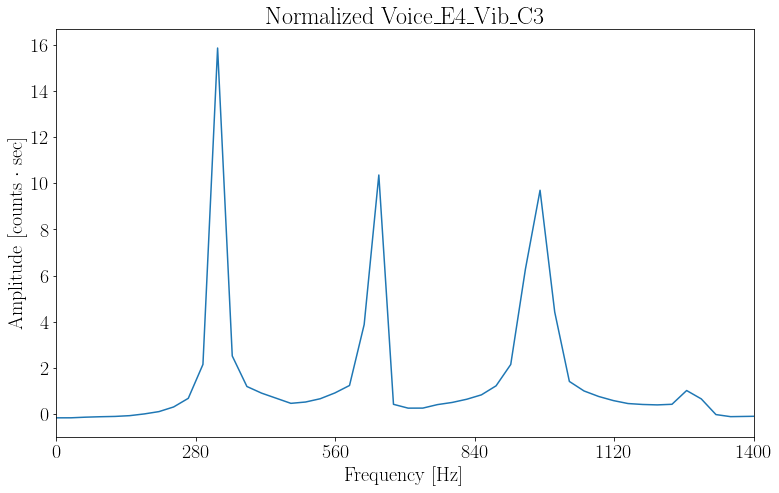 Normalized Voice_E4_Vib_C3
Amplitude [counts · sec]
16
14
12
10
8
6
4
2
0
0 280 560 840 1120 1400
Frequency [Hz]